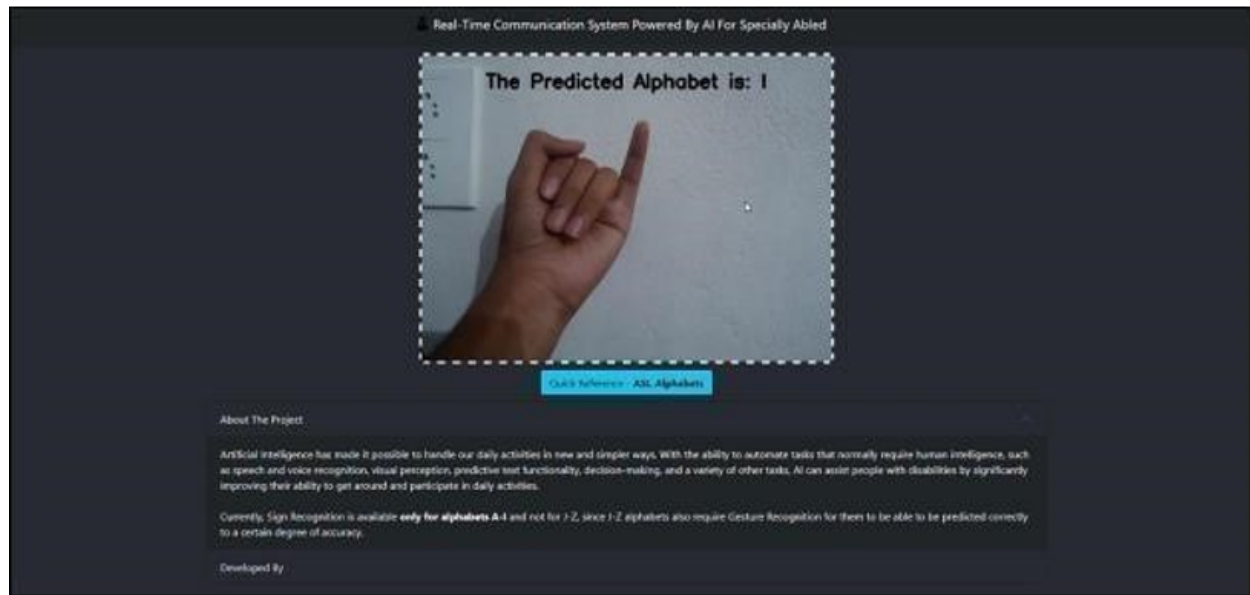 Real-Time Communication System Powered By AI For Specially Abled
The Predicted Alphabet is: I
Quick Reference - ASL Alphabets
About The Project
Artificial Intelligence has made it possible to handle our daily activities in new and simpler ways. With the ability to automate tasks that normally require human intelligence, such
as speech and voice recognition, visual perception, predictive text functionality, decision-making, and a variety of other tasks, AI can assist people with disabilities by significantly
improving their ability to get around and participate in daily activities.
Currently, Sign Recognition is available only for alphabets A-I and not for J-Z, since J-Z alphabets also require Gesture Recognition for them to be able to be predicted correctly
to a certain degree of accuracy.
Developed By